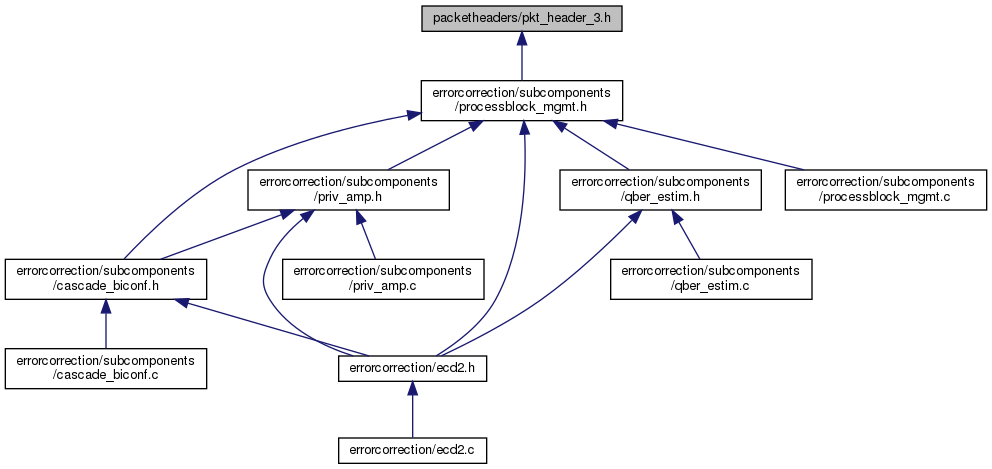 packetheaders/pkt_header_3.h
errorcorrection/subcomponents
/processblock_mgmt.h
errorcorrection/subcomponents
/priv_amp.h
errorcorrection/subcomponents
/qber_estim.h
errorcorrection/subcomponents
/processblock_mgmt.c
errorcorrection/subcomponents
/cascade_biconf.h
errorcorrection/subcomponents
/priv_amp.c
errorcorrection/subcomponents
/qber_estim.c
errorcorrection/subcomponents
/cascade_biconf.c
errorcorrection/ecd2.h
errorcorrection/ecd2.c